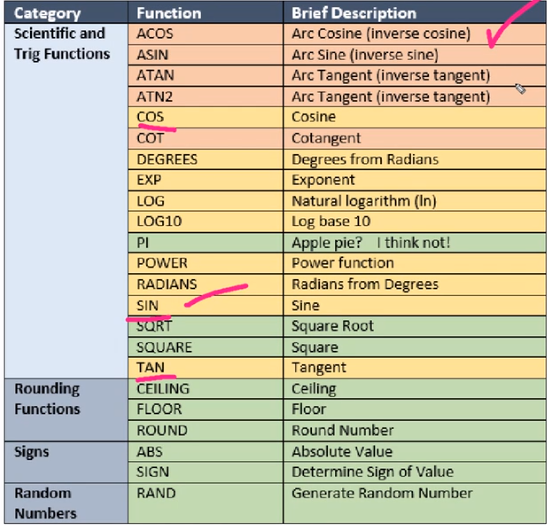 Category Function Brief Description
Scientific and ACOS Arc Cosine (inverse cosine)
Trig Functions ASIN Arc Sine (inverse sine)
ATAN Arc Tangent (inverse tangent)
ATN2 Arc Tangent (inverse tangent)
COS Cosine
COT Cotangent
DEGREES Degrees from Radians
EXP Exponent
LOG Natural logarithm (ln)
LOG10 Log base 10
PI Apple pie? I think not!
POWER Power function
RADIANS Radians from Degrees
SIN Sine
SQRT Square Root
SQUARE Square
TAN Tangent
Rounding CEILING Ceiling
Functions FLOOR Floor
ROUND Round Number
Signs ABS Absolute Value
SIGN Determine Sign of Value
Random RAND Generate Random Number
Numbers